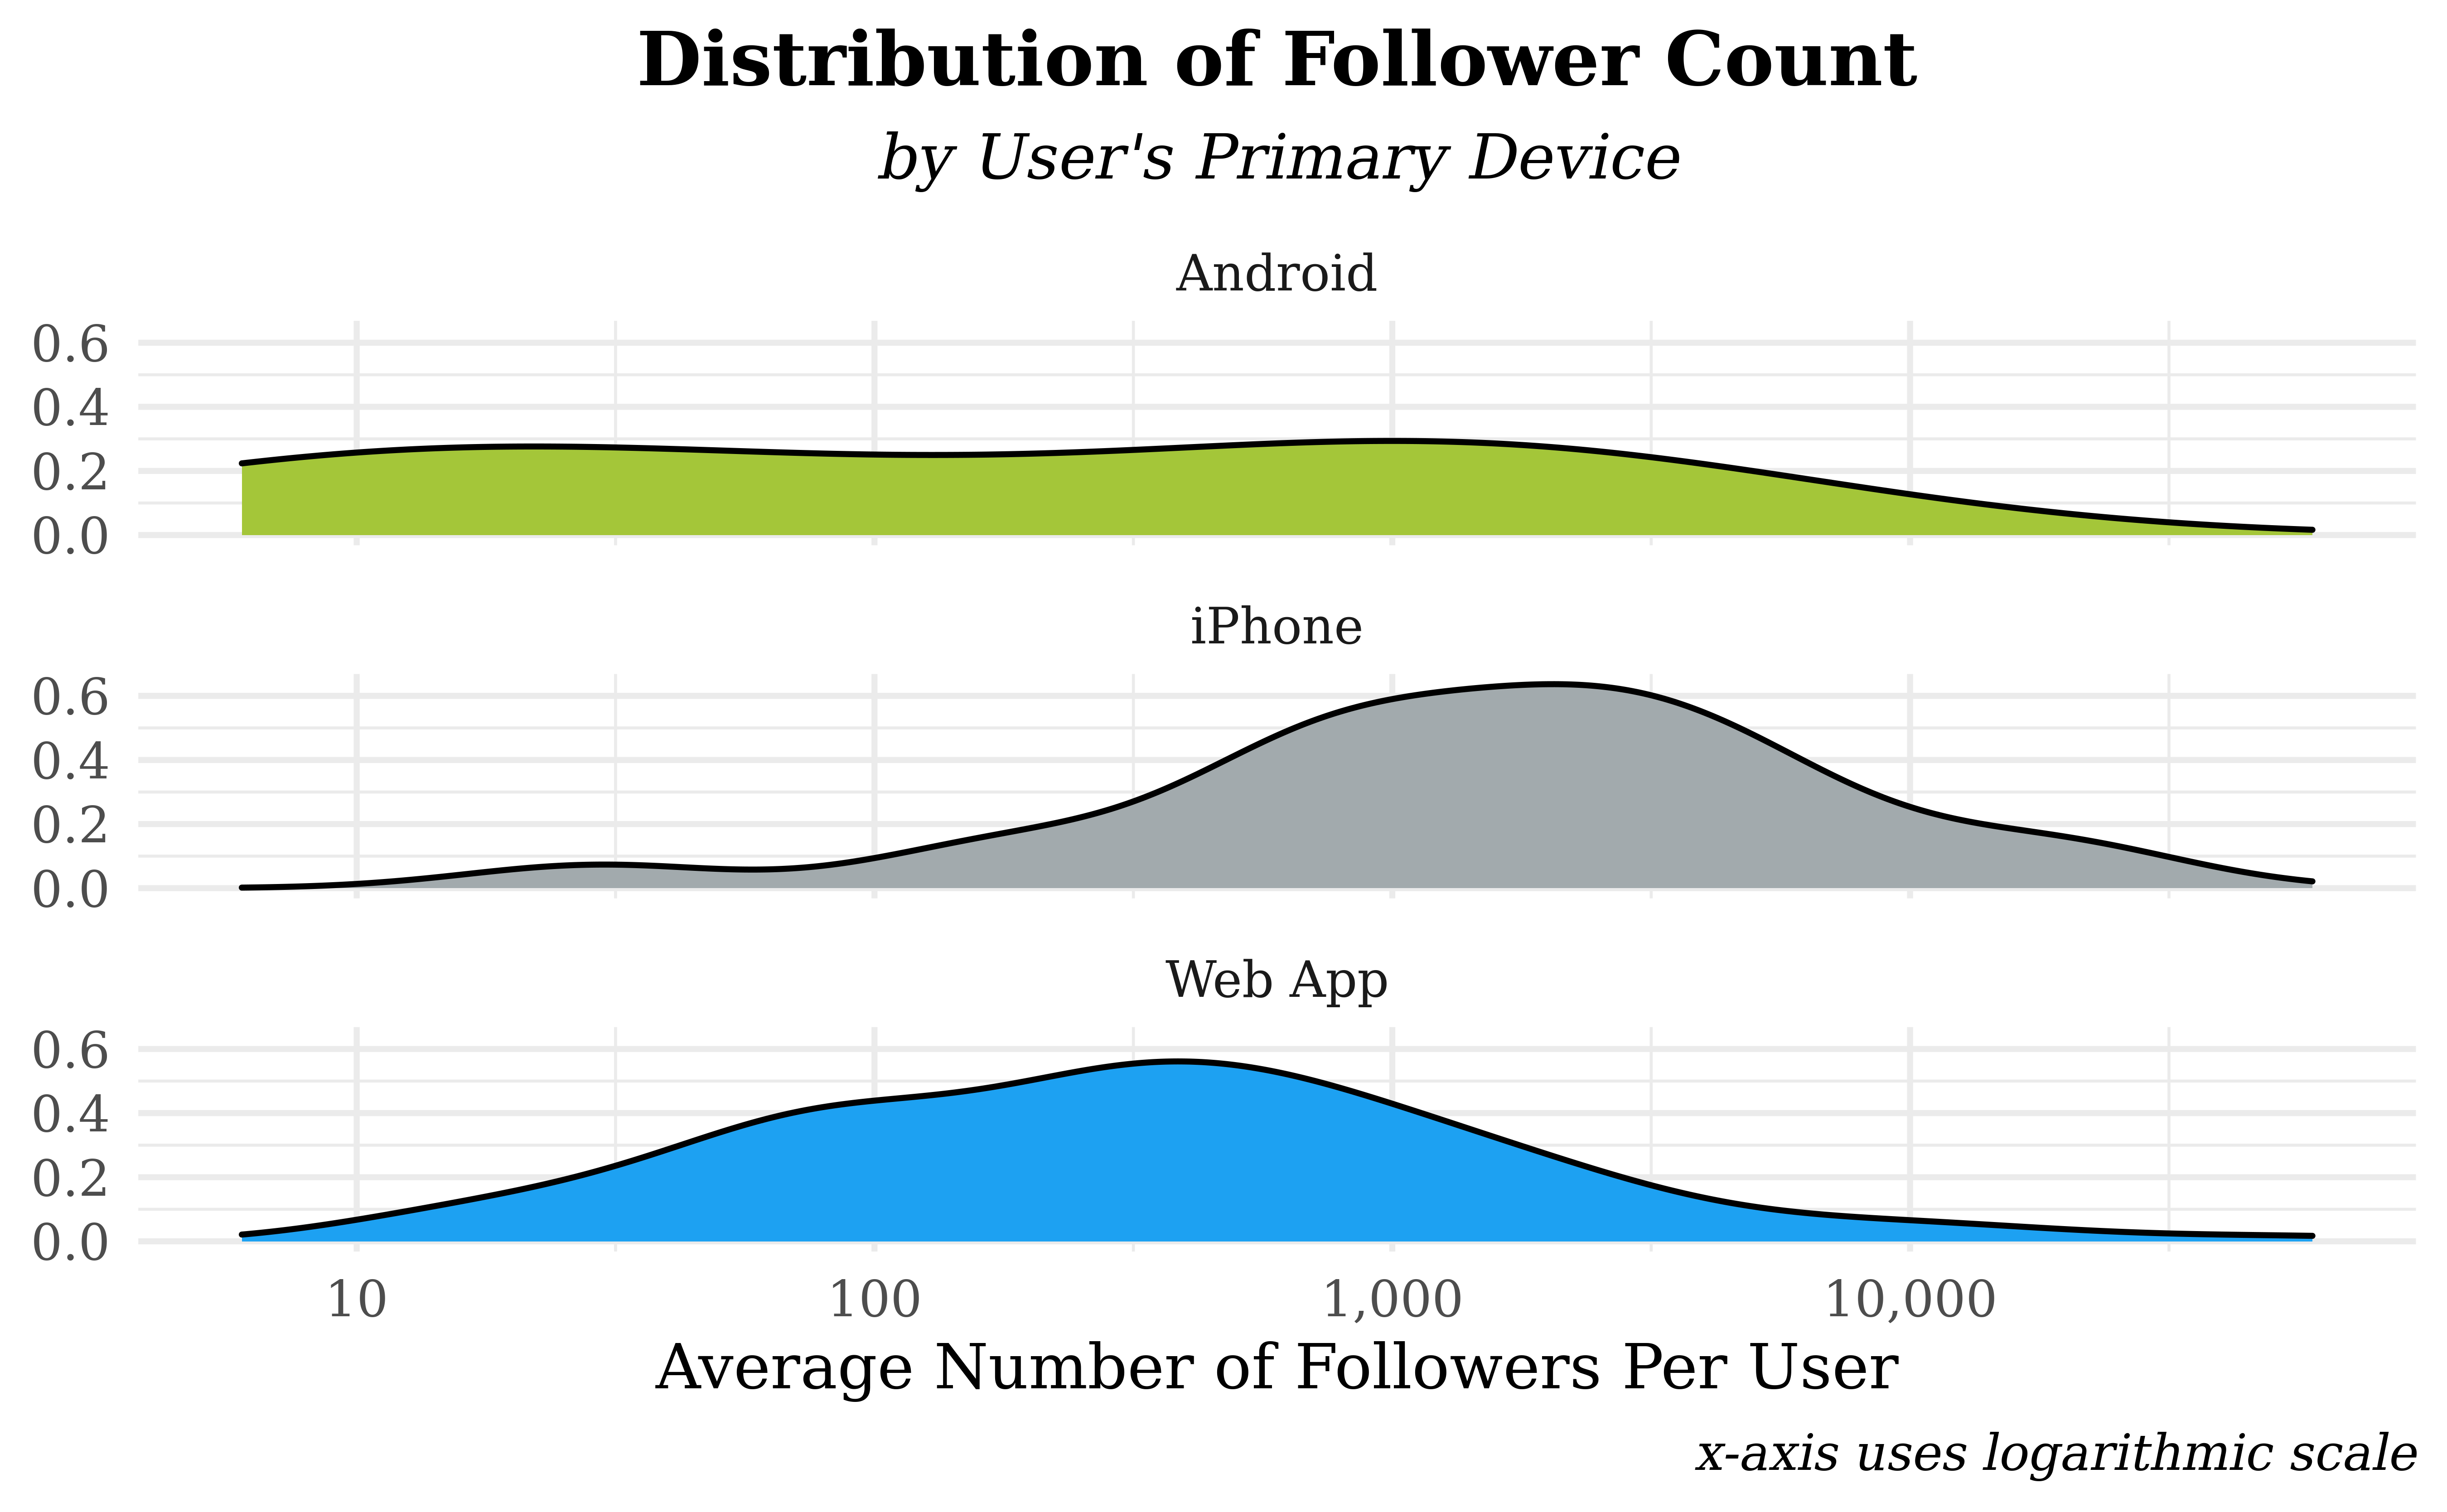 Distribution of Follower Count
by User's Primary Device
Android
0.6
0.4
0.2
0.0
iPhone
0.6
0.4
0.2
0.0
Web App
0.6
0.4
0.2
0.0
10 100 1,000 10,000
Average Number of Followers Per User
x-axis uses logarithmic scale